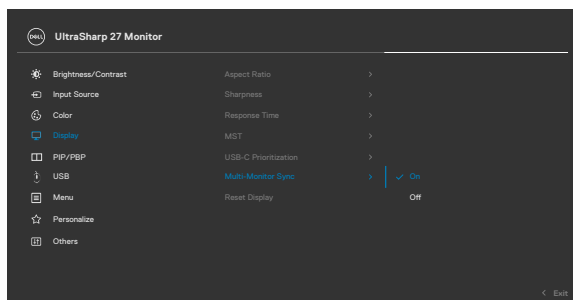 DELL UltraSharp 27 Monitor
Brightness/Contrast Aspect Ratio >
Input Source Sharpness >
Color Response Time >
Display MST >
PIP/PBP USB-C Prioritization >
USB Multi-Monitor Sync > ✓ On
Menu Reset Display Off
Personalize
Others
< Exit